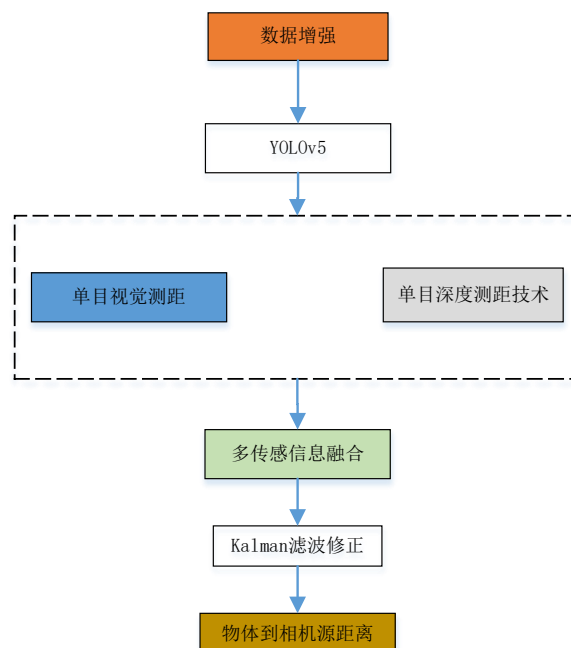 数据增强
YOLOv5
单目视觉测距
单目深度测距技术
多传感信息融合
Kalman滤波修正
物体到相机源距离